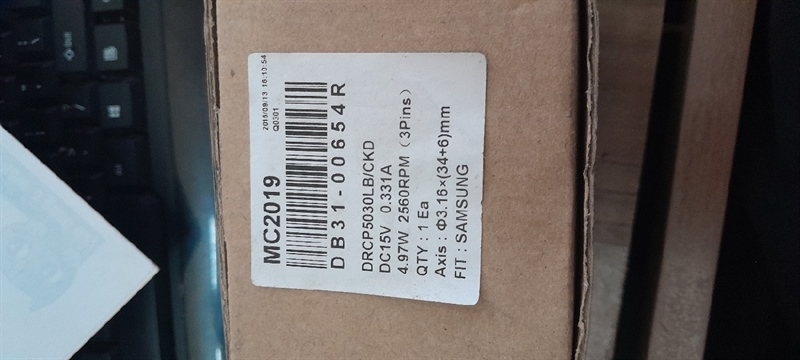 2015/09/13 16:10:54
Q0301
MC2019
DB31-00654R
DRCP5030LB/CKD
DC15V 0.331A
4.97W 2560RPM (3Pins)
QTY : 1 Ea
Axis : Φ3.16×(34+6)mm
FIT : SAMSUNG